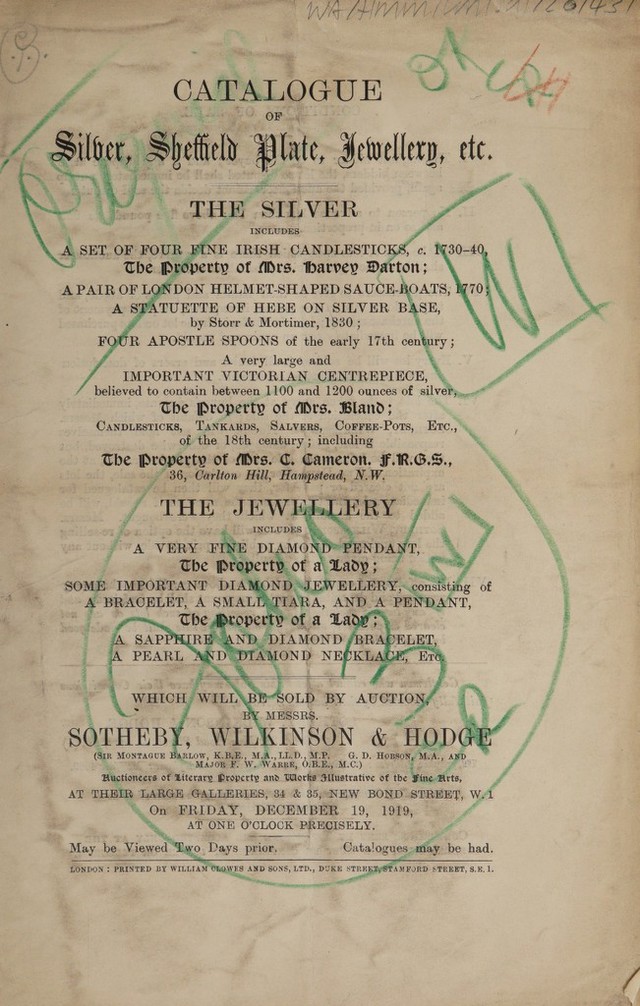 CATALOGUE
OF
Silver, Sheffield Plate, Jewellery, etc.
THE SILVER
INCLUDES
A SET OF FOUR FINE IRISH CANDLESTICKS, c. 1730-40,
The Property of Mrs. Harvey Darton;
A PAIR OF LONDON HELMET-SHAPED SAUCE-BOATS, 1770;
A STATUETTE OF HEBE ON SILVER BASE,
by Storr & Mortimer, 1830;
FOUR APOSTLE SPOONS of the early 17th century;
A very large and
IMPORTANT VICTORIAN CENTREPIECE,
believed to contain between 1100 and 1200 ounces of silver,
The Property of Mrs. Bland;
CANDLESTICKS, TANKARDS, SALVERS, COFFEE-POTS, ETC.,
of the 18th century; including
The Property of Mrs. C. Cameron, F.R.G.S.,
36, Carlton Hill, Hampstead, N.W.
THE JEWELLERY
INCLUDES
A VERY FINE DIAMOND PENDANT,
The Property of a Lady;
SOME IMPORTANT DIAMOND JEWELLERY, consisting of
A BRACELET, A SMALL TIARA, AND A PENDANT,
The Property of a Lady;
A SAPPHIRE AND DIAMOND BRACELET,
A PEARL AND DIAMOND NECKLACE, ETC.
WHICH WILL BE SOLD BY AUCTION,
BY MESSRS.
SOTHEBY, WILKINSON & HODGE
(SIR MONTAGUE BARLOW, K.B.E., M.A., LL.D., M.P. G. D. HOBSON, M.A., AND
MAJOR F. W. WARRE, O.B.E., M.C.)
Auctioneers of Literary Property and Works Illustrative of the Fine Arts,
AT THEIR LARGE GALLERIES, 34 & 35, NEW BOND STREET, W. 1
On FRIDAY, DECEMBER 19, 1919,
AT ONE O'CLOCK PRECISELY.
May be Viewed Two Days prior. Catalogues may be had.
LONDON: PRINTED BY WILLIAM CLOWES AND SONS, LTD., DUKE STREET, STAMFORD STREET, S.E. 1.
W
W